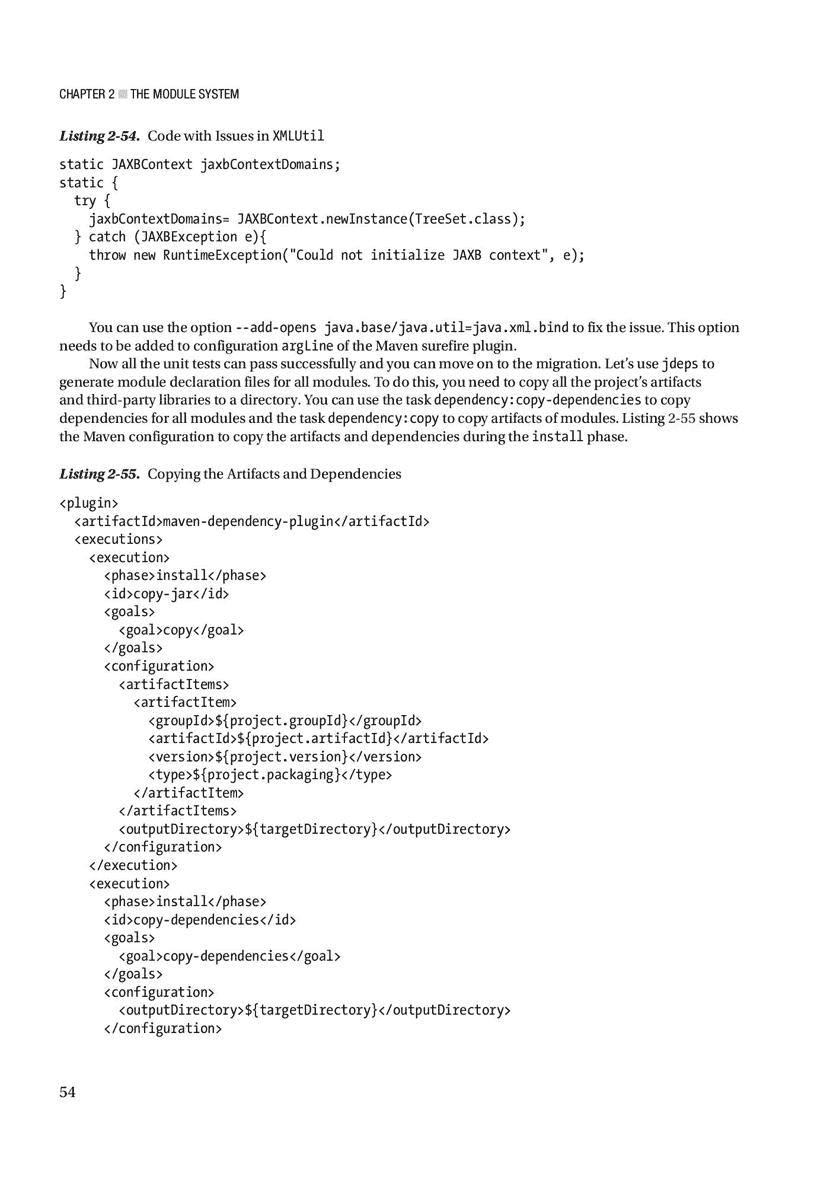 CHAPTER 2 ■ THE MODULE SYSTEM
Listing 2-54. Code with Issues in XMLUtil
static JAXBContext jaxbContextDomains;
static {
  try {
    jaxbContextDomains= JAXBContext.newInstance(TreeSet.class);
  } catch (JAXBException e){
    throw new RuntimeException("Could not initialize JAXB context", e);
  }
}
You can use the option --add-opens java.base/java.util=java.xml.bind to fix the issue. This option
needs to be added to configuration argLine of the Maven surefire plugin.
Now all the unit tests can pass successfully and you can move on to the migration. Let's use jdeps to
generate module declaration files for all modules. To do this, you need to copy all the project's artifacts
and third-party libraries to a directory. You can use the task dependency:copy-dependencies to copy
dependencies for all modules and the task dependency:copy to copy artifacts of modules. Listing 2-55 shows
the Maven configuration to copy the artifacts and dependencies during the install phase.
Listing 2-55. Copying the Artifacts and Dependencies
<plugin>
  <artifactId>maven-dependency-plugin</artifactId>
  <executions>
    <execution>
      <phase>install</phase>
      <id>copy-jar</id>
      <goals>
        <goal>copy</goal>
      </goals>
      <configuration>
        <artifactItems>
          <artifactItem>
            <groupId>${project.groupId}</groupId>
            <artifactId>${project.artifactId}</artifactId>
            <version>${project.version}</version>
            <type>${project.packaging}</type>
          </artifactItem>
        </artifactItems>
        <outputDirectory>${targetDirectory}</outputDirectory>
      </configuration>
    </execution>
    <execution>
      <phase>install</phase>
      <id>copy-dependencies</id>
      <goals>
        <goal>copy-dependencies</goal>
      </goals>
      <configuration>
        <outputDirectory>${targetDirectory}</outputDirectory>
      </configuration>
54